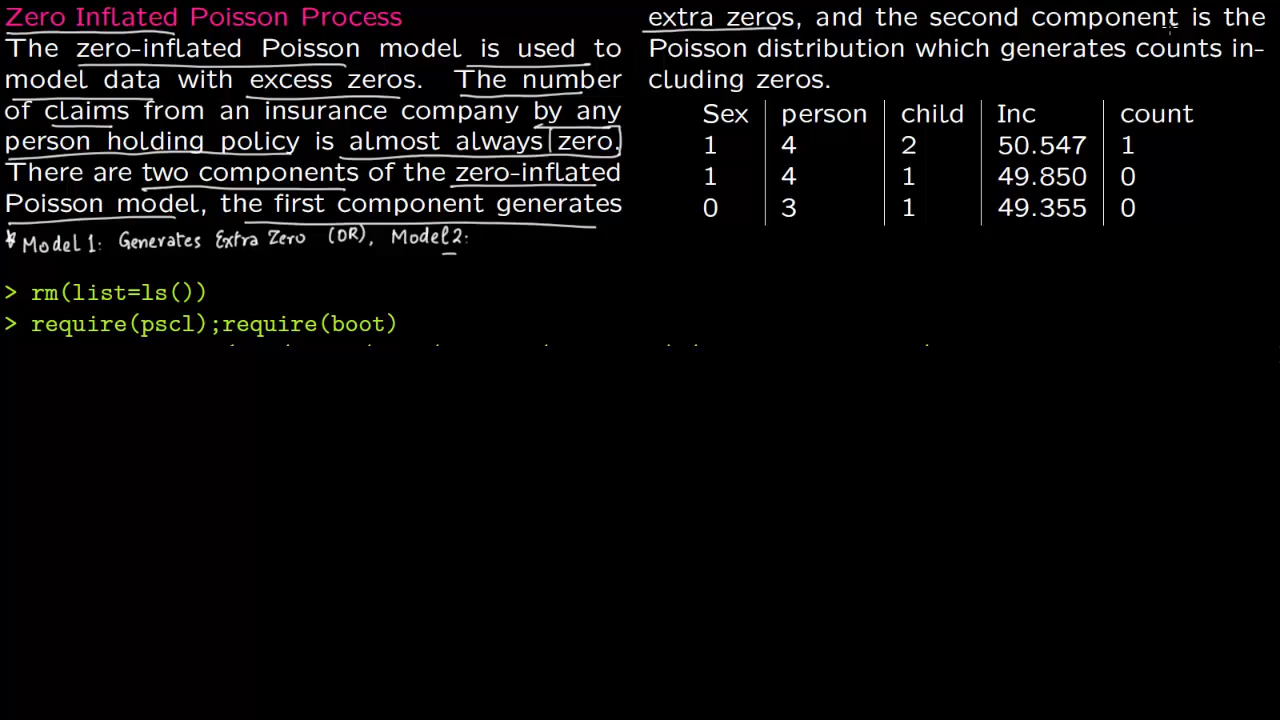 Zero Inflated Poisson Process
The zero-inflated Poisson model is used to
model data with excess zeros. The number
of claims from an insurance company by any
person holding policy is almost always zero.
There are two components of the zero-inflated
Poisson model, the first component generates
* Model 1: Generates Extra Zero (OR), Model 2:
> rm(list=ls())
> require(pscl);require(boot)
extra zeros, and the second component is the
Poisson distribution which generates counts in-
cluding zeros.
Sex person child Inc count
1 4 2 50.547 1
1 4 1 49.850 0
0 3 1 49.355 0